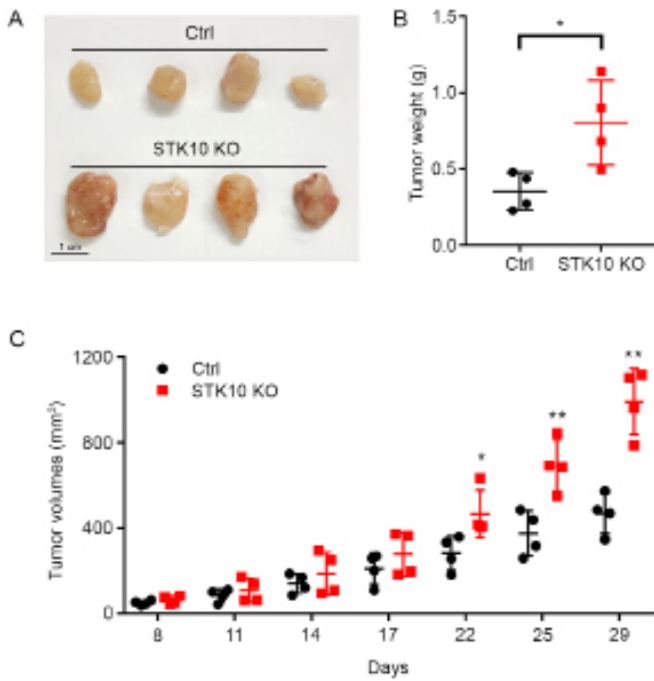 A
Ctrl
STK10 KO
1 cm
B
*
Tumor weight (g)
1.5
1.0
0.5
0.0
Ctrl
STK10 KO
C
Ctrl
STK10 KO
Tumor volumes (mm³)
1200
800
400
0
*
**
**
8
11
14
17
22
25
29
Days